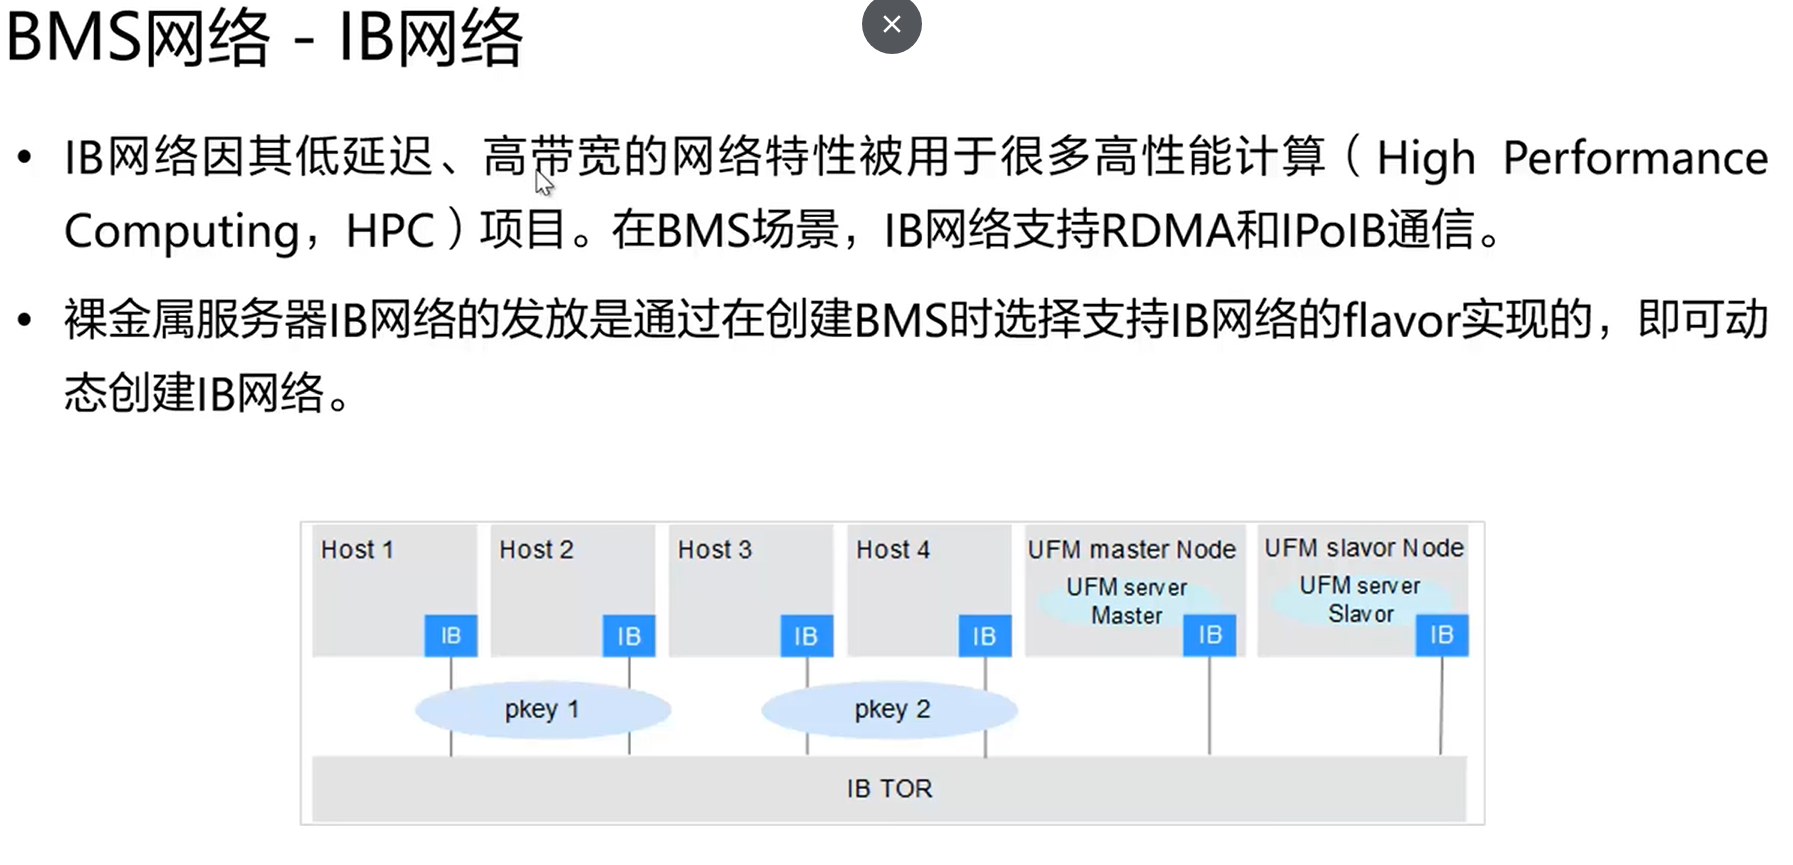 BMS网络 - IB网络
• IB网络因其低延迟、高带宽的网络特性被用于很多高性能计算（High Performance
Computing，HPC）项目。在BMS场景，IB网络支持RDMA和IPoIB通信。
• 裸金属服务器IB网络的发放是通过在创建BMS时选择支持IB网络的flavor实现的，即可动
态创建IB网络。
Host 1
Host 2
Host 3
Host 4
UFM master Node
UFM slavor Node
UFM server
Master
UFM server
Slavor
IB
IB
IB
IB
IB
IB
pkey 1
pkey 2
IB TOR